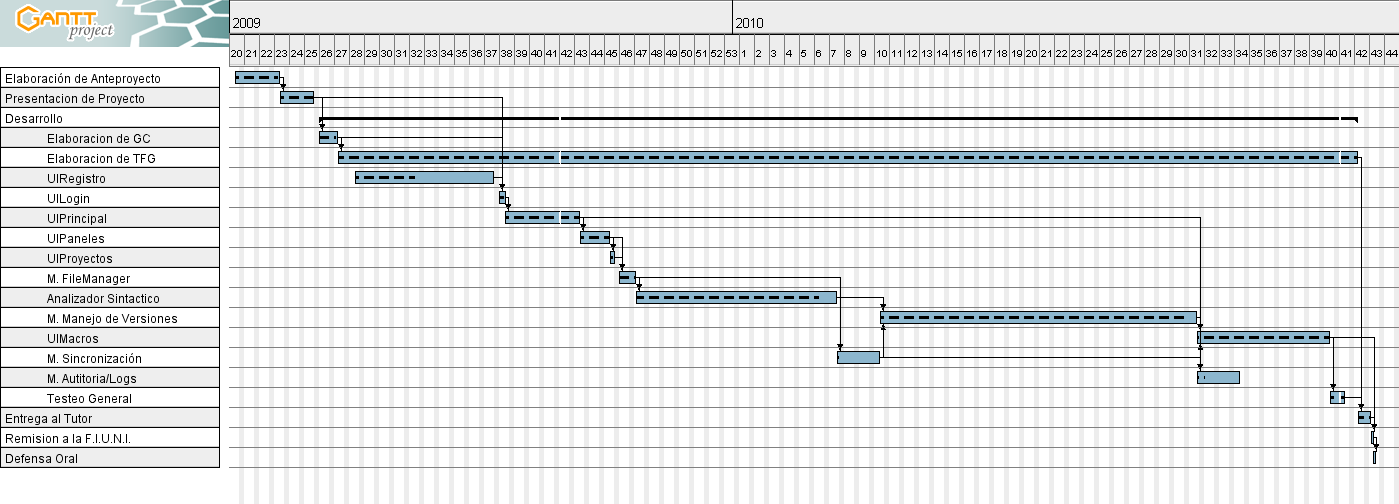 GANTT project
2009 2010
20 21 22 23 24 25 26 27 28 29 30 31 32 33 34 35 36 37 38 39 40 41 42 43 44 45 46 47 48 49 50 51 52 53 1 2 3 4 5 6 7 8 9 10 11 12 13 14 15 16 17 18 19 20 21 22 23 24 25 26 27 28 29 30 31 32 33 34 35 36 37 38 39 40 41 42 43 44
Elaboración de Anteproyecto
Presentacion de Proyecto
Desarrollo
Elaboracion de GC
Elaboracion de TFG
UIRegistro
UILogin
UIPrincipal
UIPaneles
UIProyectos
M. FileManager
Analizador Sintactico
M. Manejo de Versiones
UIMacros
M. Sincronización
M. Autitoria/Logs
Testeo General
Entrega al Tutor
Remision a la F.I.U.N.I.
Defensa Oral